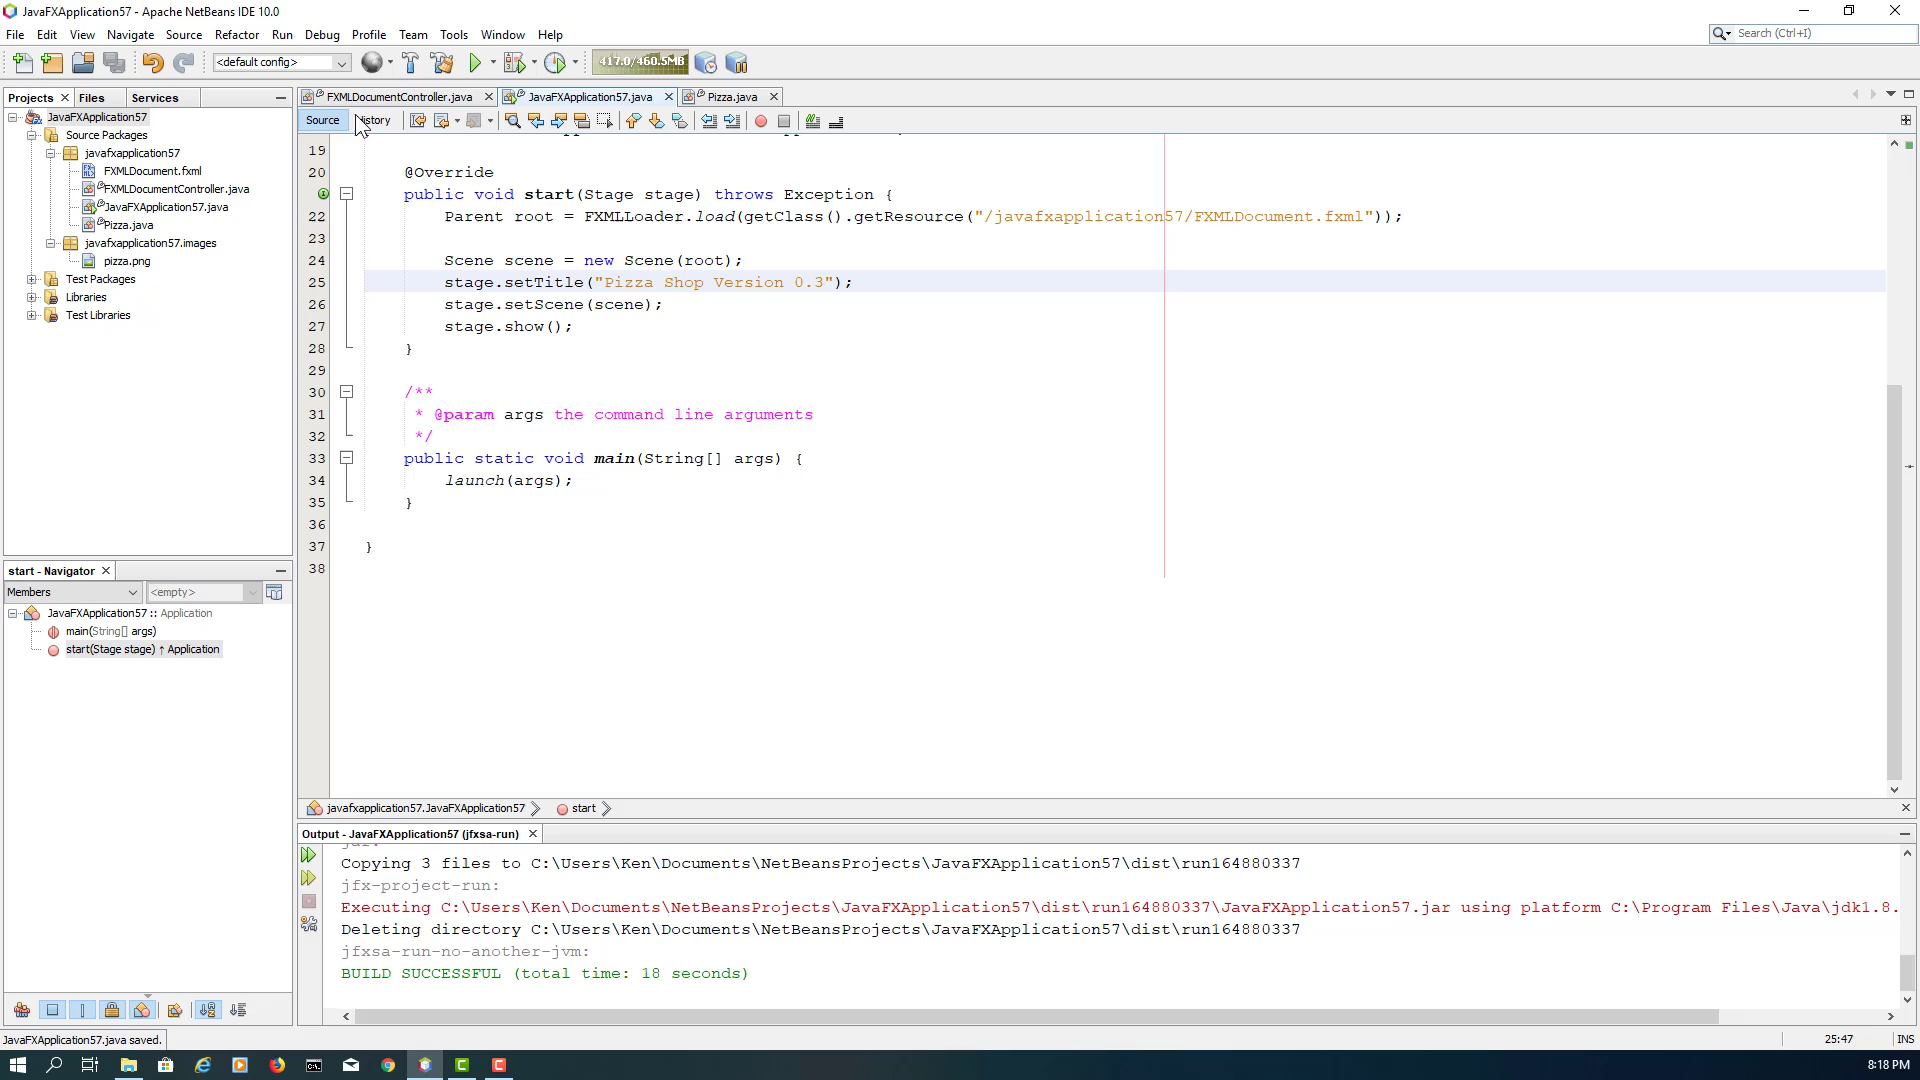 JavaFXApplication57 - Apache NetBeans IDE 10.0
File Edit View Navigate Source Refactor Run Debug Profile Team Tools Window Help
Search (Ctrl+I)
<default config>
417.0/460.5MB
Projects Files Services
FXMLDocumentController.java JavaFXApplication57.java Pizza.java
Source History
JavaFXApplication57
Source Packages
javafxapplication57
FXMLDocument.fxml
FXMLDocumentController.java
JavaFXApplication57.java
Pizza.java
javafxapplication57.images
pizza.png
Test Packages
Libraries
Test Libraries
19
20 @Override
public void start(Stage stage) throws Exception {
22 Parent root = FXMLLoader.load(getClass().getResource("/javafxapplication57/FXMLDocument.fxml"));
23
24 Scene scene = new Scene(root);
25 stage.setTitle("Pizza Shop Version 0.3");
26 stage.setScene(scene);
27 stage.show();
28 }
29
30 /**
31 * @param args the command line arguments
32 */
33 public static void main(String[] args) {
34 launch(args);
35 }
36
37 }
38
start - Navigator
Members <empty>
JavaFXApplication57 :: Application
main(String[] args)
start(Stage stage) ↑ Application
javafxapplication57.JavaFXApplication57 start
Output - JavaFXApplication57 (jfxsa-run)
Copying 3 files to C:\Users\Ken\Documents\NetBeansProjects\JavaFXApplication57\dist\run164880337
jfx-project-run:
Executing C:\Users\Ken\Documents\NetBeansProjects\JavaFXApplication57\dist\run164880337\JavaFXApplication57.jar using platform C:\Program Files\Java\jdk1.8.
Deleting directory C:\Users\Ken\Documents\NetBeansProjects\JavaFXApplication57\dist\run164880337
jfxsa-run-no-another-jvm:
BUILD SUCCESSFUL (total time: 18 seconds)
JavaFXApplication57.java saved.
25:47 INS
8:18 PM